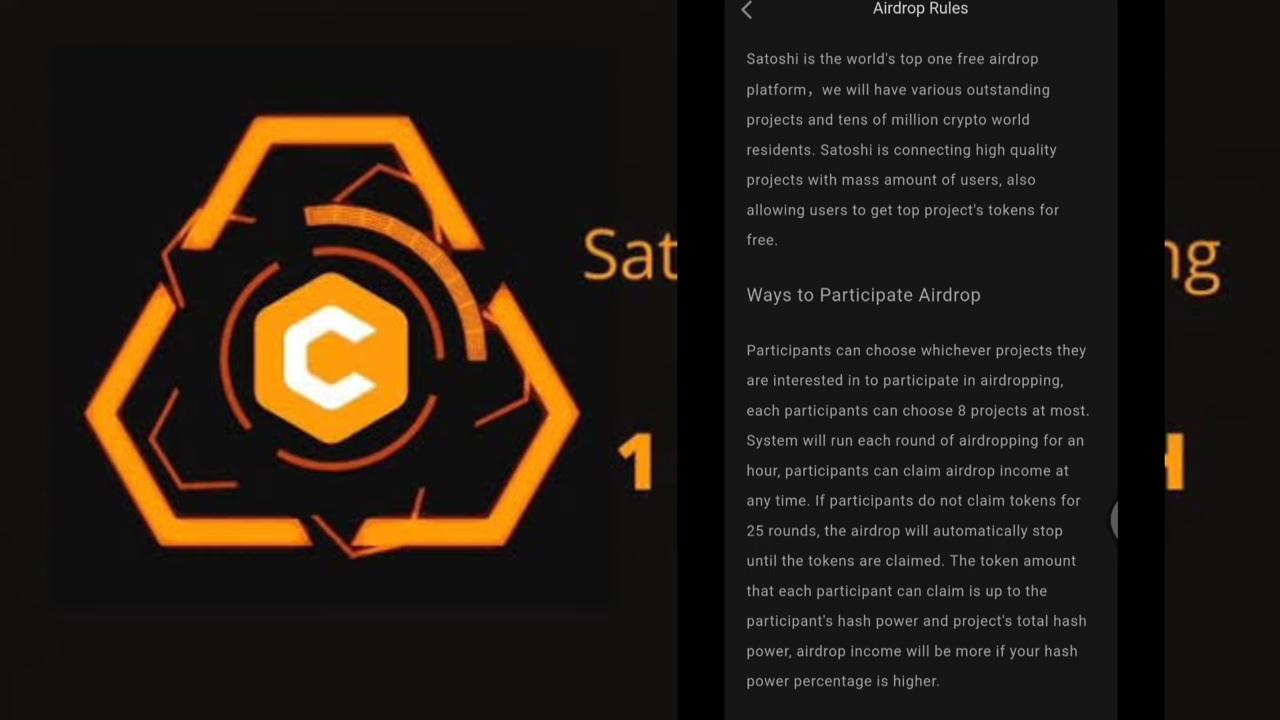 Airdrop Rules
Satoshi is the world's top one free airdrop
platform，we will have various outstanding
projects and tens of million crypto world
residents. Satoshi is connecting high quality
projects with mass amount of users, also
allowing users to get top project's tokens for
free.
Ways to Participate Airdrop
Participants can choose whichever projects they
are interested in to participate in airdropping,
each participants can choose 8 projects at most.
System will run each round of airdropping for an
hour, participants can claim airdrop income at
any time. If participants do not claim tokens for
25 rounds, the airdrop will automatically stop
until the tokens are claimed. The token amount
that each participant can claim is up to the
participant's hash power and project's total hash
power, airdrop income will be more if your hash
power percentage is higher.
Sat
ng
1